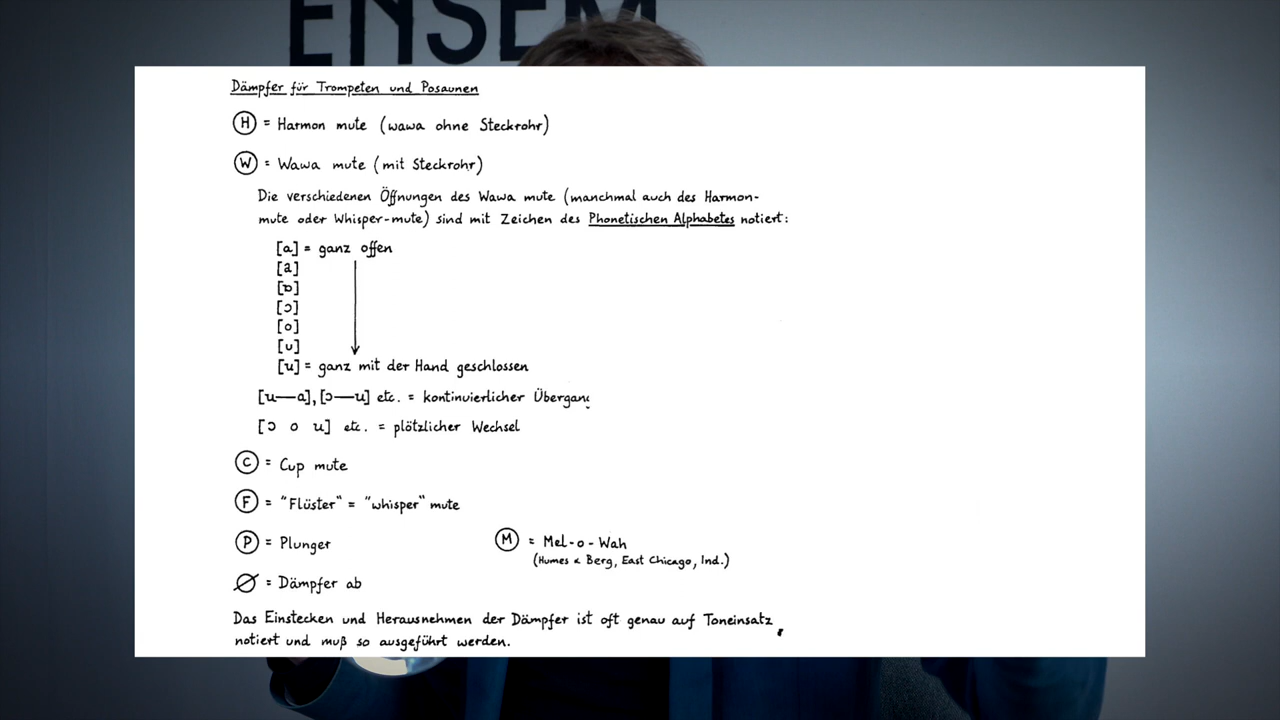 ENSEM
Dämpfer für Trompeten und Posaunen
Ⓗ = Harmon mute (wawa ohne Steckrohr)
Ⓦ = Wawa mute (mit Steckrohr)
Die verschiedenen Öffnungen des Wawa mute (manchmal auch des Harmon-
mute oder Whisper-mute) sind mit Zeichen des Phonetischen Alphabetes notiert:
[a] = ganz offen
[a]
[ɒ]
[ɔ]
[o]
[ʋ]
[u] = ganz mit der Hand geschlossen
[u—a], [ɔ—u] etc. = kontinuierlicher Übergang
[ɔ o u] etc. = plötzlicher Wechsel
Ⓒ = Cup mute
Ⓕ = "Flüster" = "whisper" mute
Ⓟ = Plunger
Ⓜ = Mel-o-Wah
(Humes & Berg, East Chicago, Ind.)
∅ = Dämpfer ab
Das Einstecken und Herausnehmen der Dämpfer ist oft genau auf Toneinsatz
notiert und muß so ausgeführt werden.